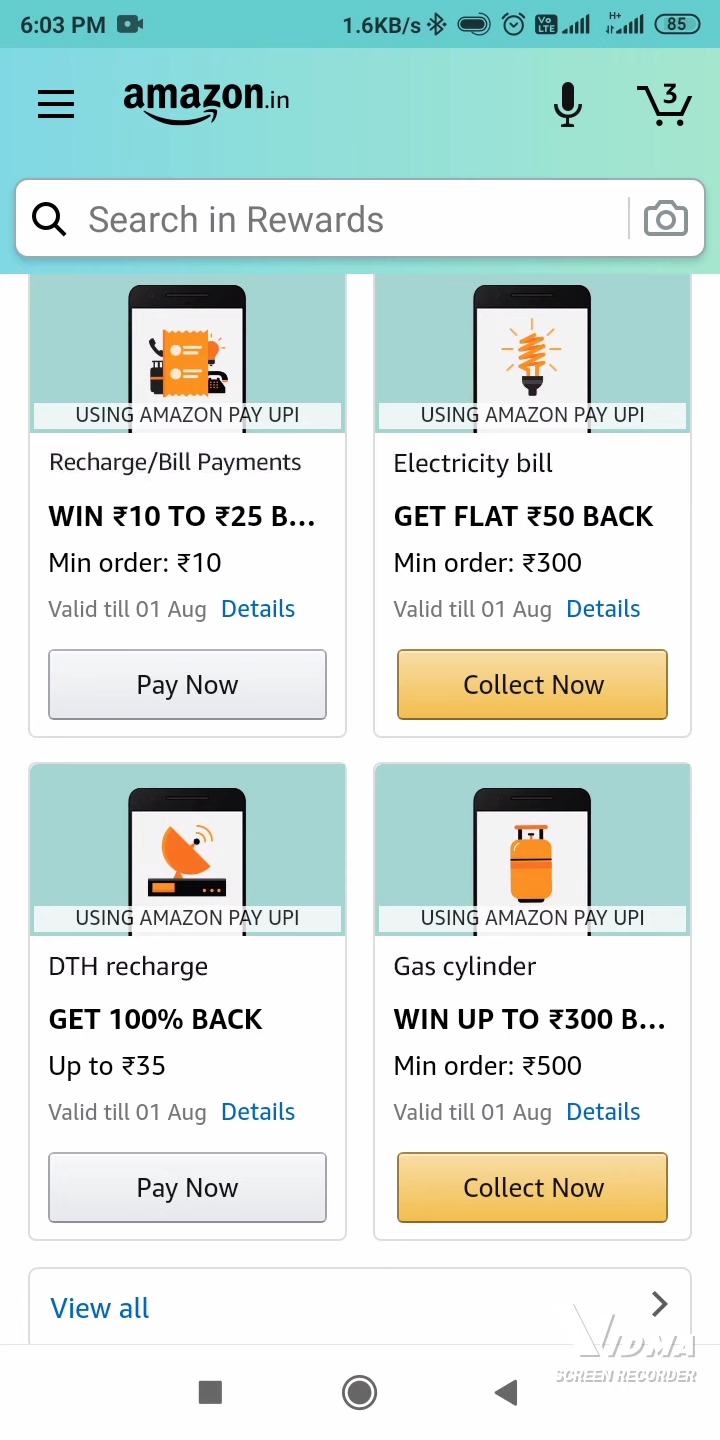 6:03 PM 1.6KB/s Vo LTE H+ 85
amazon.in
3
Search in Rewards
USING AMAZON PAY UPI
Recharge/Bill Payments
WIN ₹10 TO ₹25 B...
Min order: ₹10
Valid till 01 Aug Details
Pay Now
USING AMAZON PAY UPI
Electricity bill
GET FLAT ₹50 BACK
Min order: ₹300
Valid till 01 Aug Details
Collect Now
USING AMAZON PAY UPI
DTH recharge
GET 100% BACK
Up to ₹35
Valid till 01 Aug Details
Pay Now
USING AMAZON PAY UPI
Gas cylinder
WIN UP TO ₹300 B...
Min order: ₹500
Valid till 01 Aug Details
Collect Now
View all
VIDMA
SCREEN RECORDER